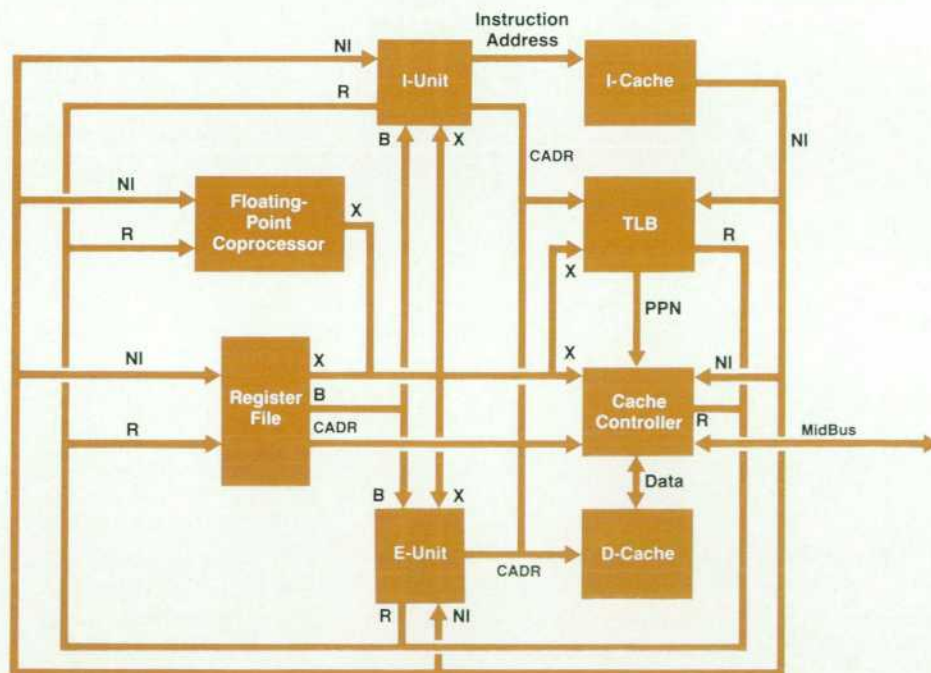 Instruction
Address
NI
I-Unit
I-Cache
R
B
X
CADR
NI
NI
Floating-
Point
Coprocessor
X
TLB
R
R
X
PPN
NI
X
X
NI
Register
File
B
Cache
Controller
R
R
CADR
MidBus
Data
B
X
E-Unit
CADR
D-Cache
R
NI